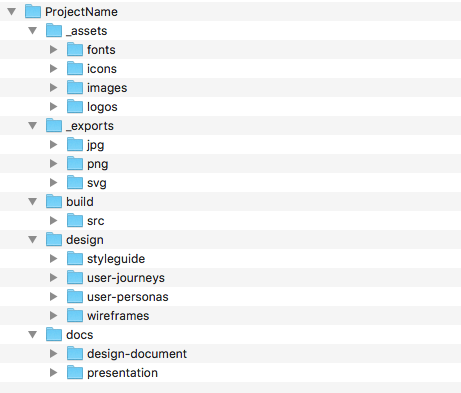 ProjectName
_assets
fonts
icons
images
logos
_exports
jpg
png
svg
build
src
design
styleguide
user-journeys
user-personas
wireframes
docs
design-document
presentation